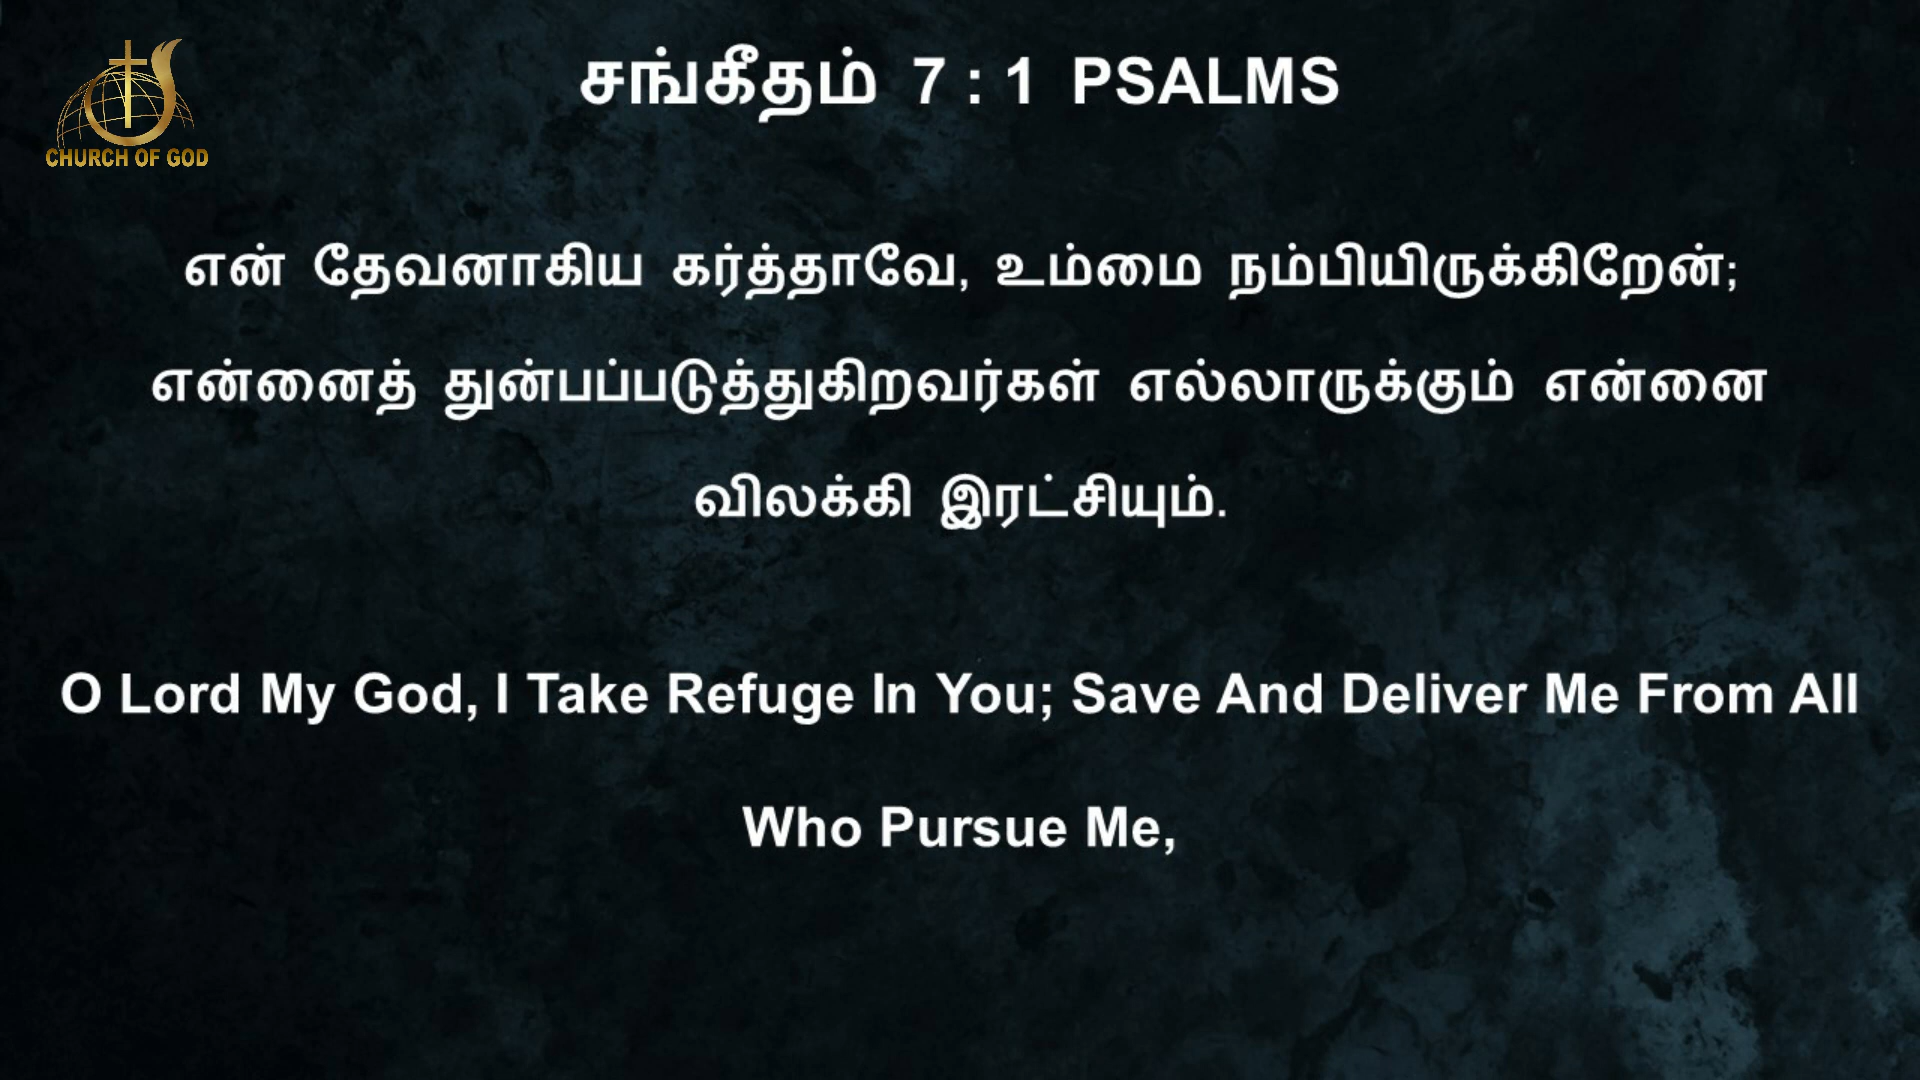 சங்கீதம் 7 : 1 PSALMS
CHURCH OF GOD
என் தேவனாகிய கர்த்தாவே, உம்மை நம்பியிருக்கிறேன்;
என்னைத் துன்பப்படுத்துகிறவர்கள் எல்லாருக்கும் என்னை
விலக்கி இரட்சியும்.
O Lord My God, I Take Refuge In You; Save And Deliver Me From All
Who Pursue Me,